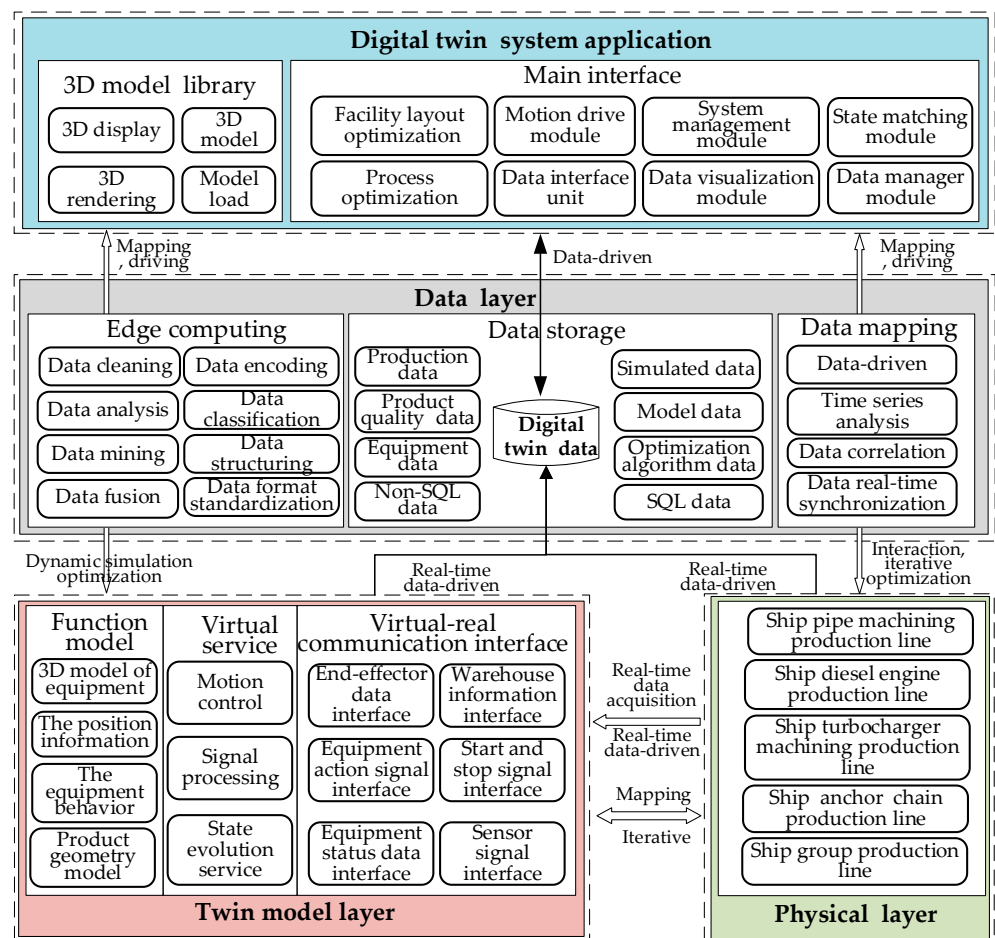 Digital twin system application
3D model library
3D display
3D
model
3D
rendering
Model
load
Main interface
Facility layout
optimization
Motion drive
module
System
management
module
State matching
module
Process
optimization
Data interface
unit
Data visualization
module
Data manager
module
Mapping
, driving
Data-driven
Mapping
, driving
Data layer
Edge computing
Data cleaning
Data encoding
Data analysis
Data
classification
Data mining
Data
structuring
Data fusion
Data format
standardization
Data storage
Production
data
Product
quality data
Equipment
data
Non-SQL
data
Digital
twin data
Simulated data
Model data
Optimization
algorithm data
SQL data
Data mapping
Data-driven
Time series
analysis
Data correlation
Data real-time
synchronization
Dynamic simulation
optimization
Real-time
data-driven
Real-time
data-driven
Interaction,
iterative
optimization
Function
model
3D model of
equipment
The position
information
The
equipment
behavior
Product
geometry
model
Virtual
service
Motion
control
Signal
processing
State
evolution
service
Virtual-real
communication interface
End-effector
data
interface
Warehouse
information
interface
Equipment
action signal
interface
Start and
stop signal
interface
Equipment
status data
interface
Sensor
signal
interface
Twin model layer
Real-time
data
acquisition
Real-time
data-driven
Mapping
Iterative
Ship pipe machining
production line
Ship diesel engine
production line
Ship turbocharger
machining production
line
Ship anchor chain
production line
Ship group production
line
Physical layer